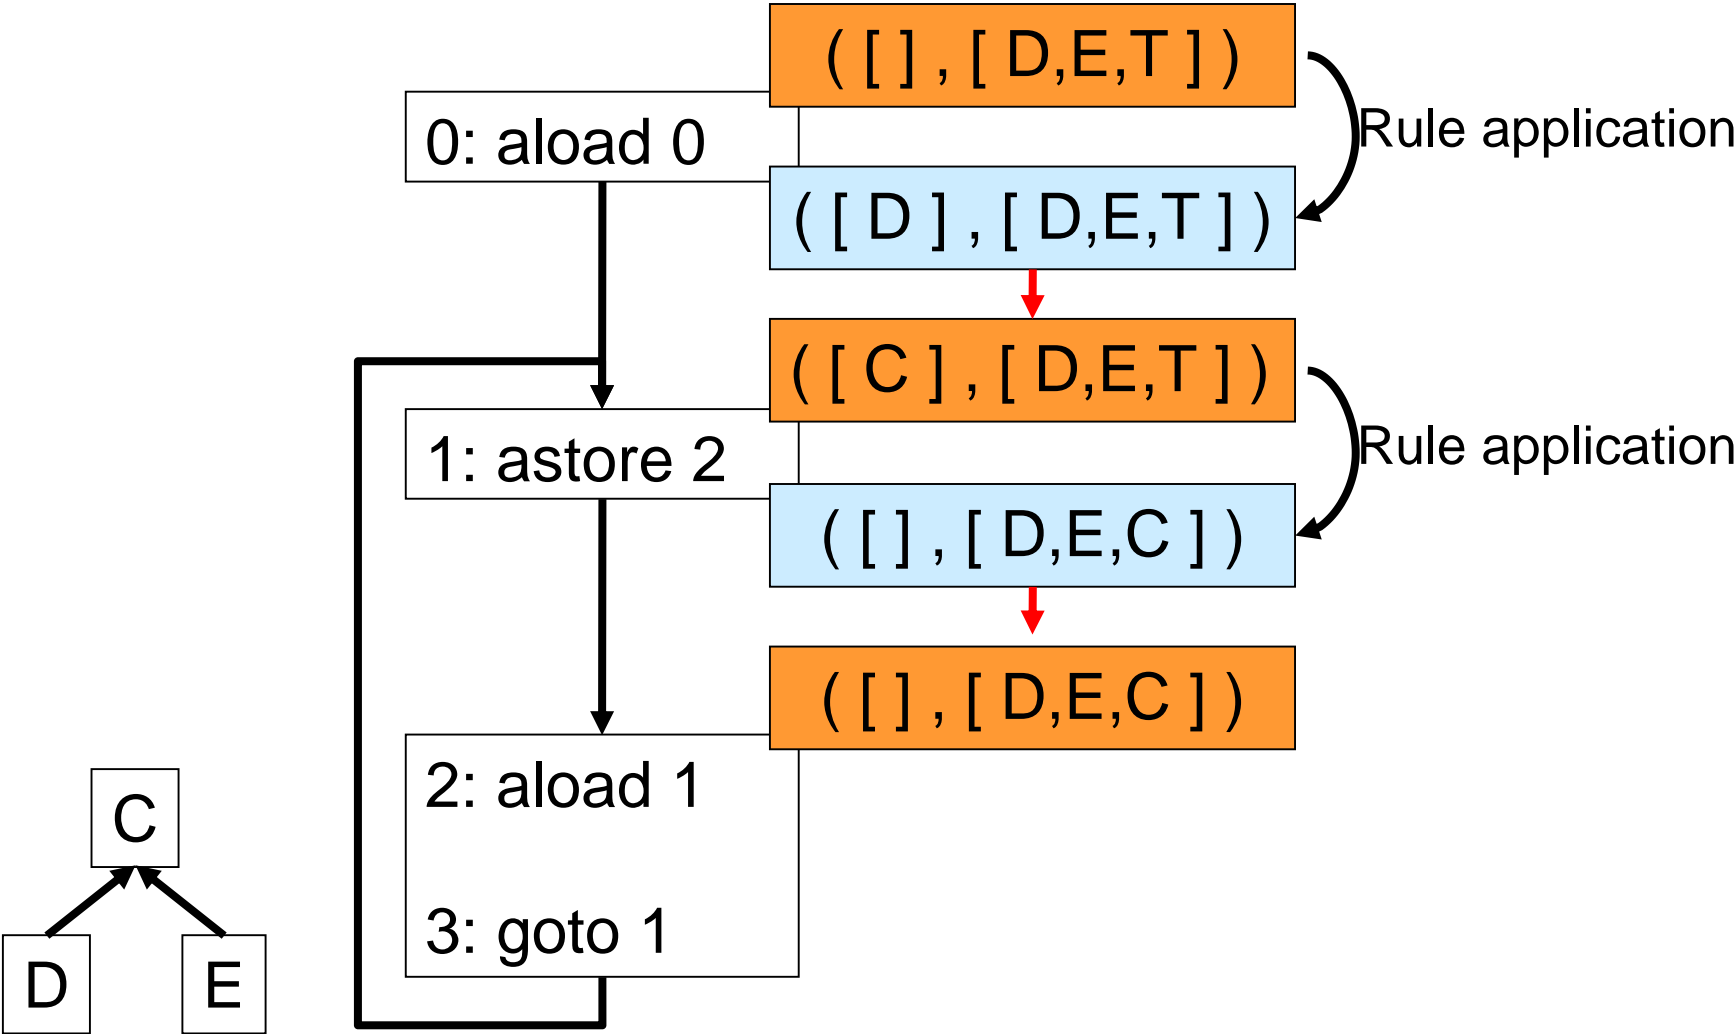 ( [ ] , [ D,E,T ] )
Rule application
0: aload 0
( [ D ] , [ D,E,T ] )
( [ C ] , [ D,E,T ] )
Rule application
1: astore 2
( [ ] , [ D,E,C ] )
( [ ] , [ D,E,C ] )
2: aload 1
3: goto 1
C
D E